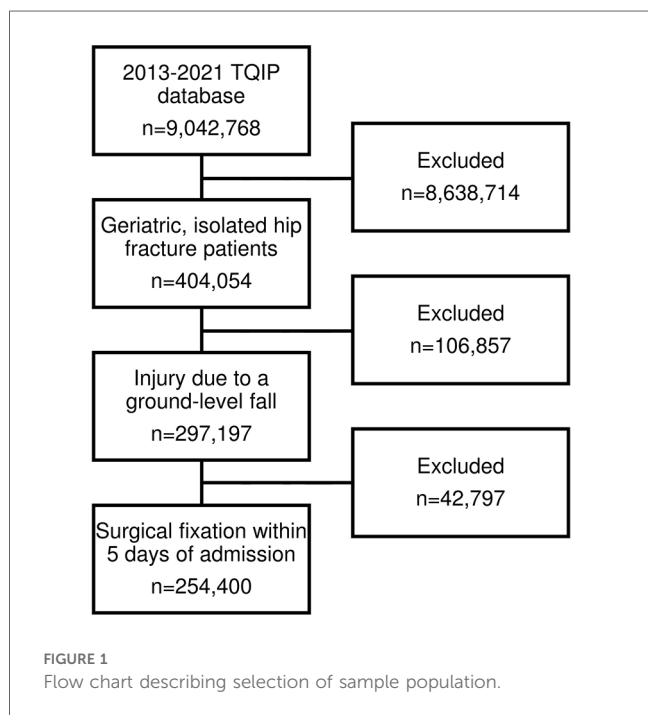 2013-2021 TQIP
database
n=9,042,768
Excluded
n=8,638,714
Geriatric, isolated hip
fracture patients
n=404,054
Excluded
n=106,857
Injury due to a
ground-level fall
n=297,197
Excluded
n=42,797
Surgical fixation within
5 days of admission
n=254,400
FIGURE 1
Flow chart describing selection of sample population.